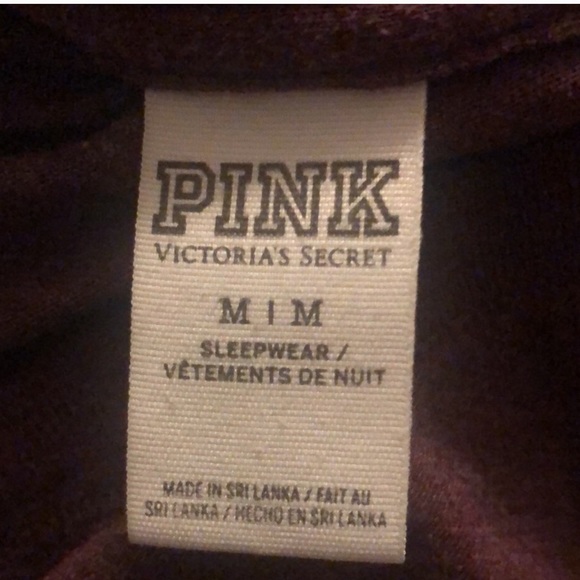 PINK
VICTORIA'S SECRET
M | M
SLEEPWEAR /
VÊTEMENTS DE NUIT
MADE IN SRI LANKA / FAIT AU
SRI LANKA / HECHO EN SRI LANKA